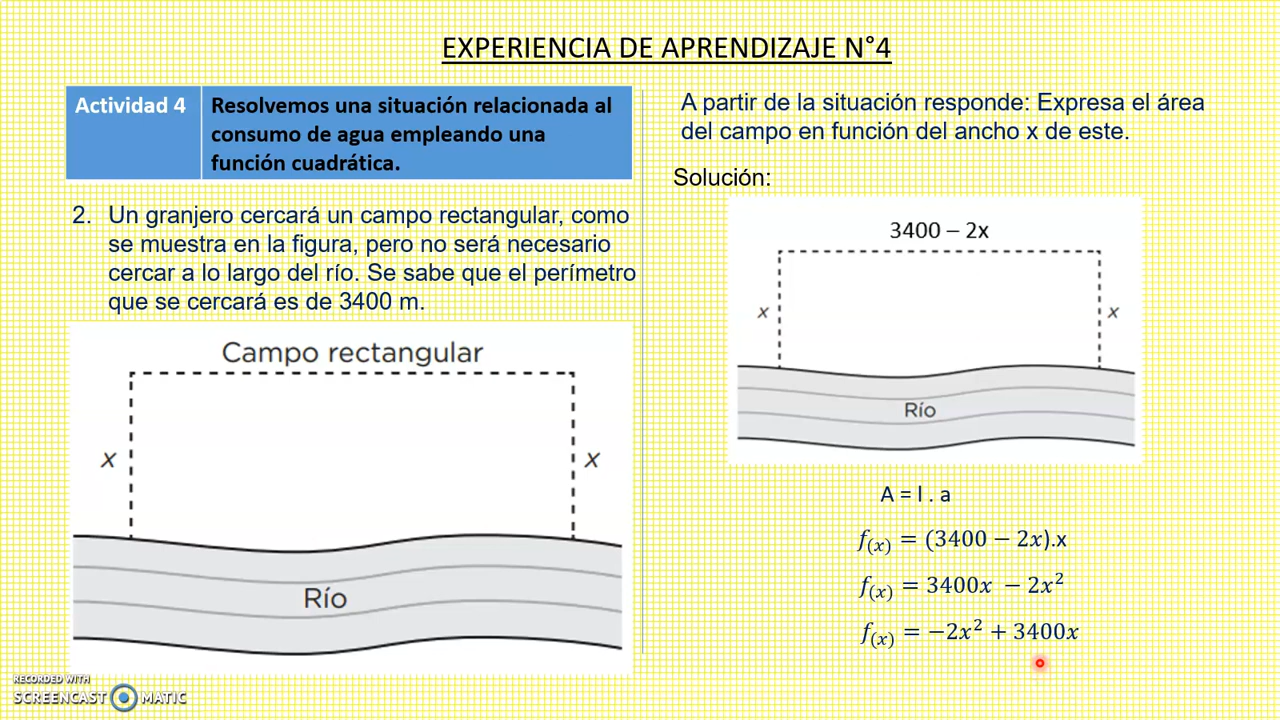 EXPERIENCIA DE APRENDIZAJE N°4
Actividad 4
Resolvemos una situación relacionada al
consumo de agua empleando una
función cuadrática.
2. Un granjero cercará un campo rectangular, como
se muestra en la figura, pero no será necesario
cercar a lo largo del río. Se sabe que el perímetro
que se cercará es de 3400 m.
Campo rectangular
x
x
Río
A partir de la situación responde: Expresa el área
del campo en función del ancho x de este.
Solución:
3400 – 2x
x
x
Río
A = l . a
f(x) = (3400 − 2x).x
f(x) = 3400x − 2x²
f(x) = −2x² + 3400x
RECORDED WITH
SCREENCAST MATIC